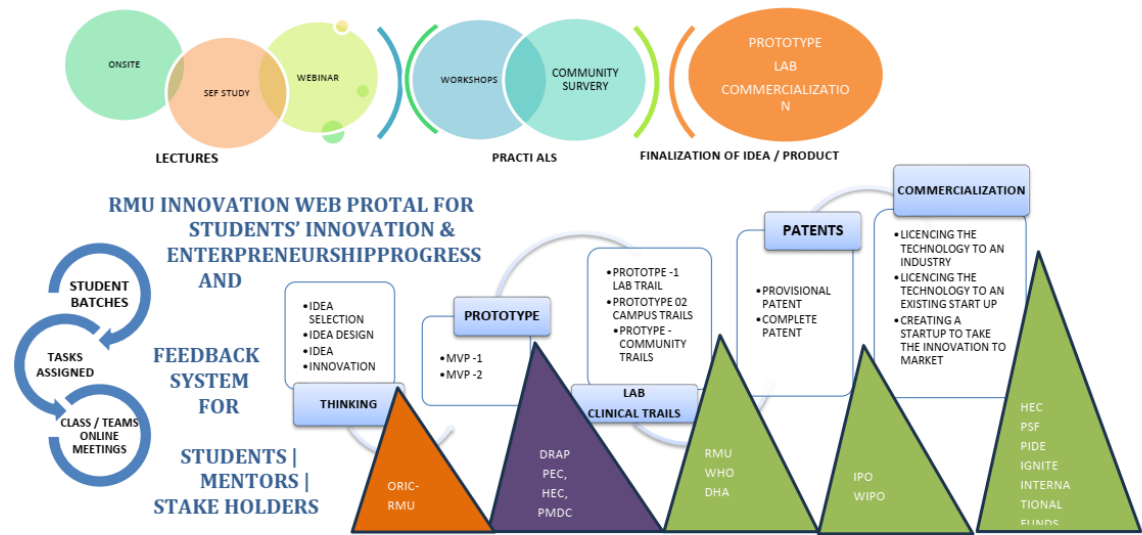 ONSITE
SEF STUDY
WEBINAR
LECTURES
WORKSHOPS
COMMUNITY
SURVERY
PRACTI ALS
PROTOTYPE
LAB
COMMERCIALIZATIO
N
FINALIZATION OF IDEA / PRODUCT
RMU INNOVATION WEB PROTAL FOR
STUDENTS’ INNOVATION &
ENTERPRENEURSHIPPROGRESS
AND
FEEDBACK
SYSTEM
FOR
STUDENTS |
MENTORS |
STAKE HOLDERS
STUDENT
BATCHES
TASKS
ASSIGNED
CLASS / TEAMS
ONLINE
MEETINGS
•IDEA
SELECTION
•IDEA DESIGN
•IDEA
•INNOVATION
THINKING
PROTOTYPE
•MVP -1
•MVP -2
•PROTOTPE -1
LAB TRAIL
•PROTOTYPE 02
CAMPUS TRAILS
•PROTYPE -
COMMUNITY
TRAILS
LAB
CLINICAL TRAILS
PATENTS
•PROVISIONAL
PATENT
•COMPLETE
PATENT
COMMERCIALIZATION
•LICENCING THE
TECHNOLOGY TO AN
INDUSTRY
•LICENCING THE
TECHNOLOGY TO AN
EXISTING START UP
•CREATING A
STARTUP TO TAKE
THE INNOVATION TO
MARKET
ORIC-
RMU
DRAP
PEC,
HEC,
PMDC
RMU
WHO
DHA
IPO
WIPO
HEC
PSF
PIDE
IGNITE
INTERNA
TIONAL
FUNDS